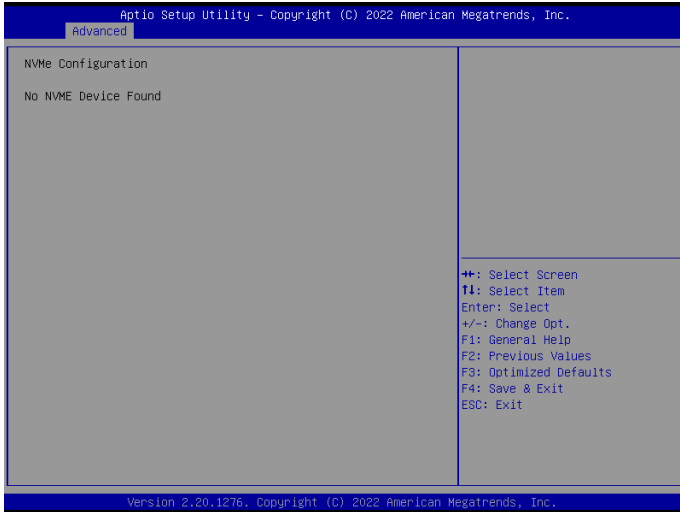 Aptio Setup Utility – Copyright (C) 2022 American Megatrends, Inc.
Advanced
NVMe Configuration
No NVME Device Found
→←: Select Screen
↑↓: Select Item
Enter: Select
+/-: Change Opt.
F1: General Help
F2: Previous Values
F3: Optimized Defaults
F4: Save & Exit
ESC: Exit
Version 2.20.1276. Copyright (C) 2022 American Megatrends, Inc.